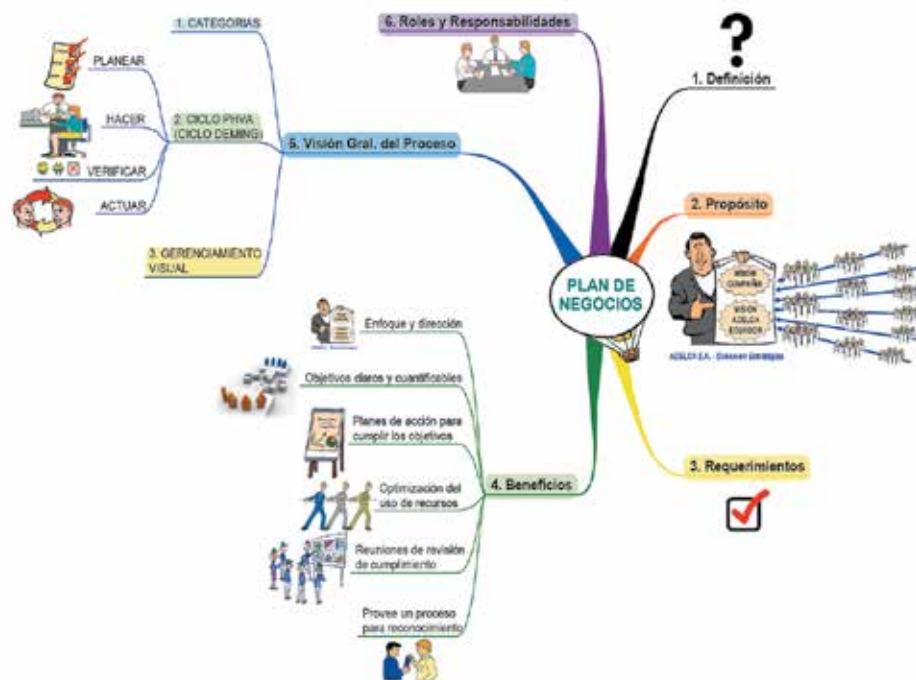 6. Roles y Responsabilidades
1. CATEGORIAS
PLANEAR
1. Definición
HACER
2. CICLO PHVA
(CICLO DEMING)
5. Visión Gral. del Proceso
VERIFICAR
ACTUAR
2. Propósito
3. GERENCIAMIENTO
VISUAL
PLAN DE
NEGOCIOS
VISION
COMPAÑIA
VISION
ADELCA
ECUADOR
Enfoque y dirección
Objetivos claros y cuantificables
Planes de acción para
cumplir los objetivos
3. Requerimientos
4. Beneficios
Optimización del
uso de recursos
Reuniones de revisión
de cumplimiento
Provee un proceso
para reconocimiento